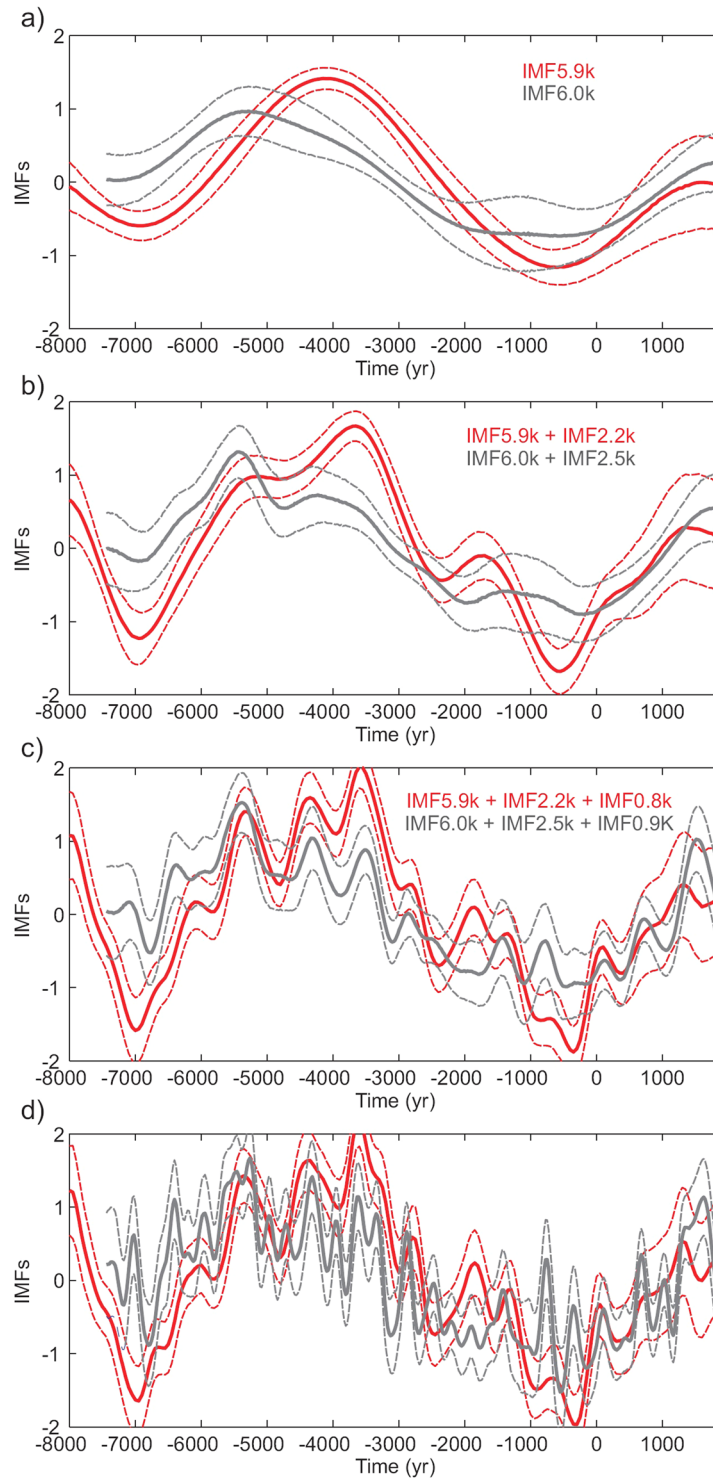 a)
2
1
0
-1
-2
IMFs
IMF5.9k
IMF6.0k
-8000 -7000 -6000 -5000 -4000 -3000 -2000 -1000 0 1000
Time (yr)
b)
2
1
0
-1
-2
IMFs
IMF5.9k + IMF2.2k
IMF6.0k + IMF2.5k
-8000 -7000 -6000 -5000 -4000 -3000 -2000 -1000 0 1000
Time (yr)
c)
2
1
0
-1
-2
IMFs
IMF5.9k + IMF2.2k + IMF0.8k
IMF6.0k + IMF2.5k + IMF0.9K
-8000 -7000 -6000 -5000 -4000 -3000 -2000 -1000 0 1000
Time (yr)
d)
2
1
0
-1
-2
IMFs
-8000 -7000 -6000 -5000 -4000 -3000 -2000 -1000 0 1000
Time (yr)